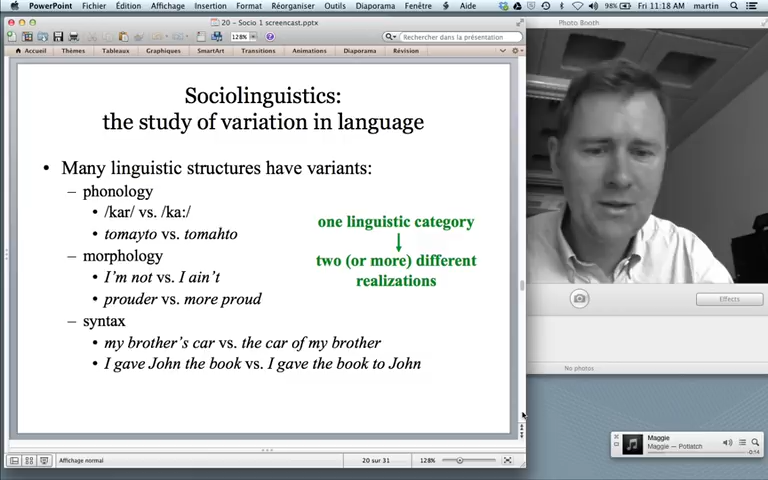 PowerPoint Fichier Édition Affichage Insertion Format Réorganiser Outils Diaporama Fenêtre Aide 98% Fri 11:18 AM martin
20 – Socio 1 screencast.pptx
Photo Booth
128%
Rechercher dans la présentation
Accueil Thèmes Tableaux Graphiques SmartArt Transitions Animations Diaporama Révision
Sociolinguistics:
the study of variation in language
• Many linguistic structures have variants:
– phonology
• /kar/ vs. /ka:/
• tomayto vs. tomahto
– morphology
• I'm not vs. I ain't
• prouder vs. more proud
– syntax
• my brother's car vs. the car of my brother
• I gave John the book vs. I gave the book to John
one linguistic category
↓
two (or more) different
realizations
Effects
No photos
Maggie
Maggie — Potlatch
-0:14
Affichage normal 20 sur 31 128%